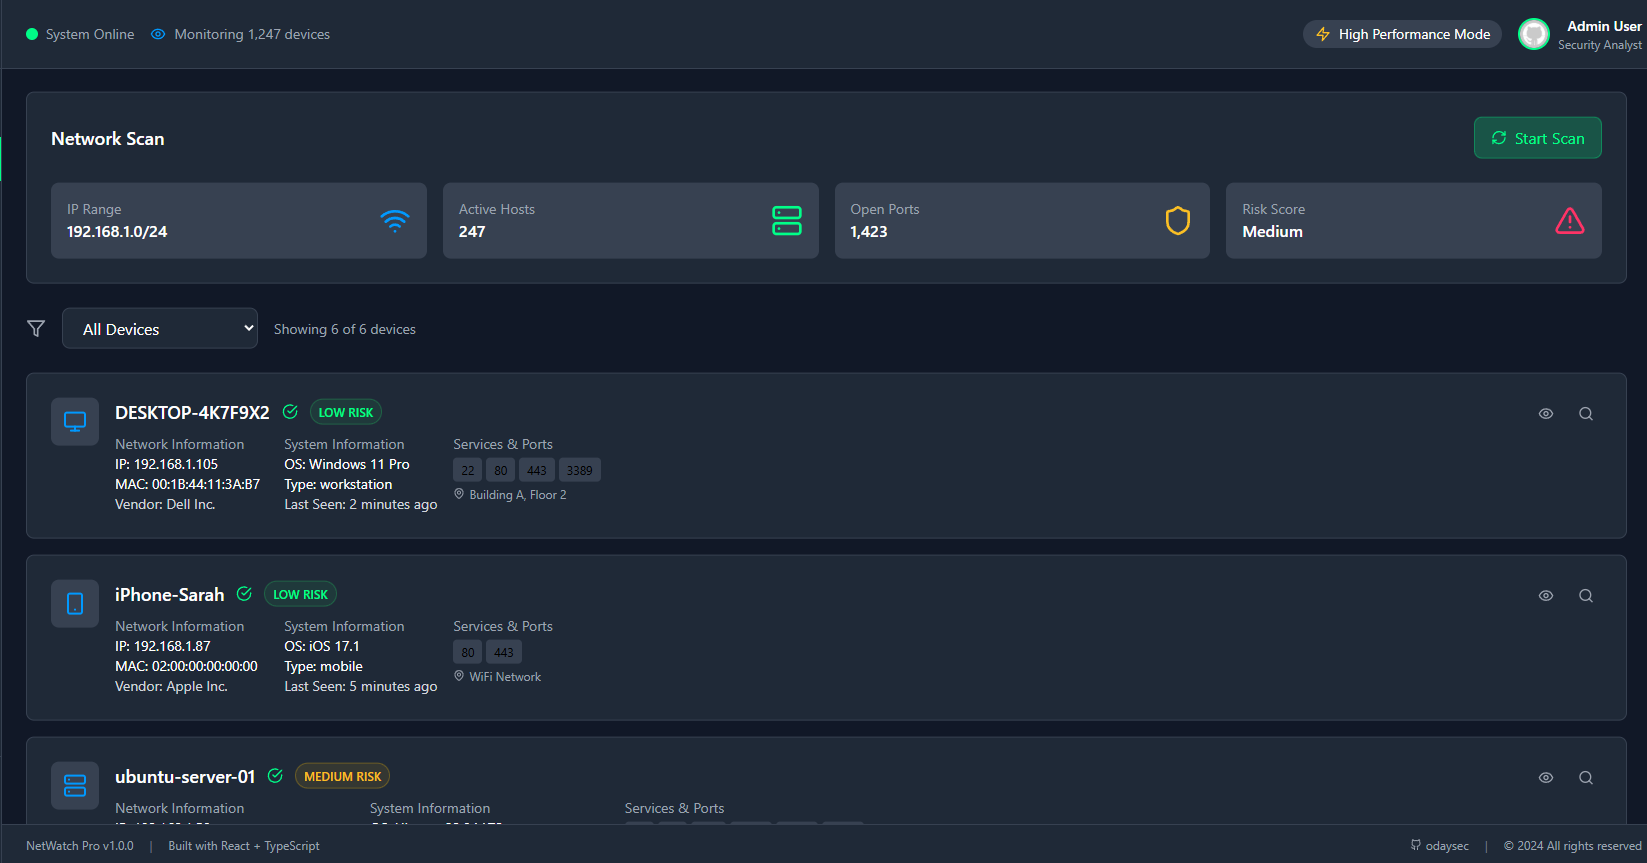 System Online Monitoring 1,247 devices High Performance Mode Admin User
Security Analyst
Network Scan Start Scan
IP Range Active Hosts Open Ports Risk Score
192.168.1.0/24 247 1,423 Medium
All Devices Showing 6 of 6 devices
DESKTOP-4K7F9X2 LOW RISK
Network Information System Information Services & Ports
IP: 192.168.1.105 OS: Windows 11 Pro 22 80 443 3389
MAC: 00:1B:44:11:3A:B7 Type: workstation Building A, Floor 2
Vendor: Dell Inc. Last Seen: 2 minutes ago
iPhone-Sarah LOW RISK
Network Information System Information Services & Ports
IP: 192.168.1.87 OS: iOS 17.1 80 443
MAC: 02:00:00:00:00:00 Type: mobile WiFi Network
Vendor: Apple Inc. Last Seen: 5 minutes ago
ubuntu-server-01 MEDIUM RISK
Network Information System Information Services & Ports
NetWatch Pro v1.0.0 | Built with React + TypeScript odaysec | © 2024 All rights reserved